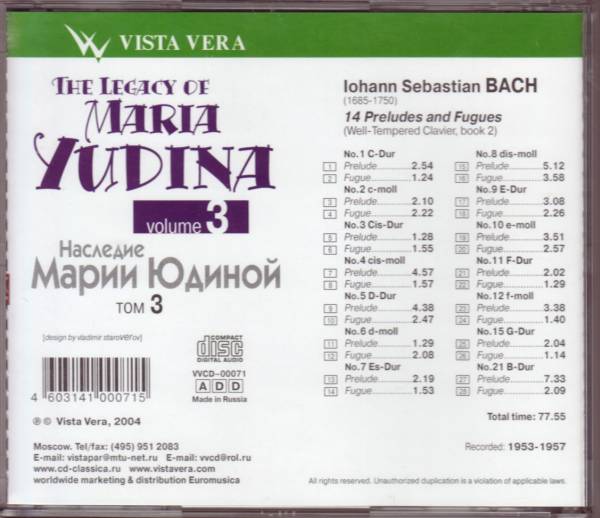 VISTA VERA
THE LEGACY OF
MARIA
YUDINA
volume 3
Наследие
Марии Юдиной
том 3
[design by vladimir staroverov]
COMPACT
disc
DIGITAL AUDIO
VVCD-00071
ADD
Made in Russia
4 603141 000715
℗ © Vista Vera, 2004
Moscow. Tel/fax: (495) 951 2083
E-mail: vistapar@mtu-net.ru E-mail: vvcd@rol.ru
www.cd-classica.ru www.vistavera.com
worldwide marketing & distribution Euromusica
Iohann Sebastian BACH
(1685-1750)
14 Preludes and Fugues
(Well-Tempered Clavier, book 2)
No.1 C-Dur
1 Prelude 2.54
2 Fugue 1.24
No.2 c-moll
3 Prelude 2.10
4 Fugue 2.22
No.3 Cis-Dur
5 Prelude 1.28
6 Fugue 1.55
No.4 cis-moll
7 Prelude 4.57
8 Fugue 1.57
No.5 D-Dur
9 Prelude 4.38
10 Fugue 2.47
No.6 d-moll
11 Prelude 1.29
12 Fugue 2.08
No.7 Es-Dur
13 Prelude 2.19
14 Fugue 1.53
No.8 dis-moll
15 Prelude 5.12
16 Fugue 3.58
No.9 E-Dur
17 Prelude 3.08
18 Fugue 2.26
No.10 e-moll
19 Prelude 3.51
20 Fugue 2.57
No.11 F-Dur
21 Prelude 2.02
22 Fugue 1.29
No.12 f-moll
23 Prelude 3.38
24 Fugue 1.40
No.15 G-Dur
25 Prelude 2.04
26 Fugue 1.14
No.21 B-Dur
27 Prelude 7.33
28 Fugue 2.09
Total time: 77.55
Recorded: 1953-1957
All rights reserved. Unauthorized duplication is a violation of applicable laws.